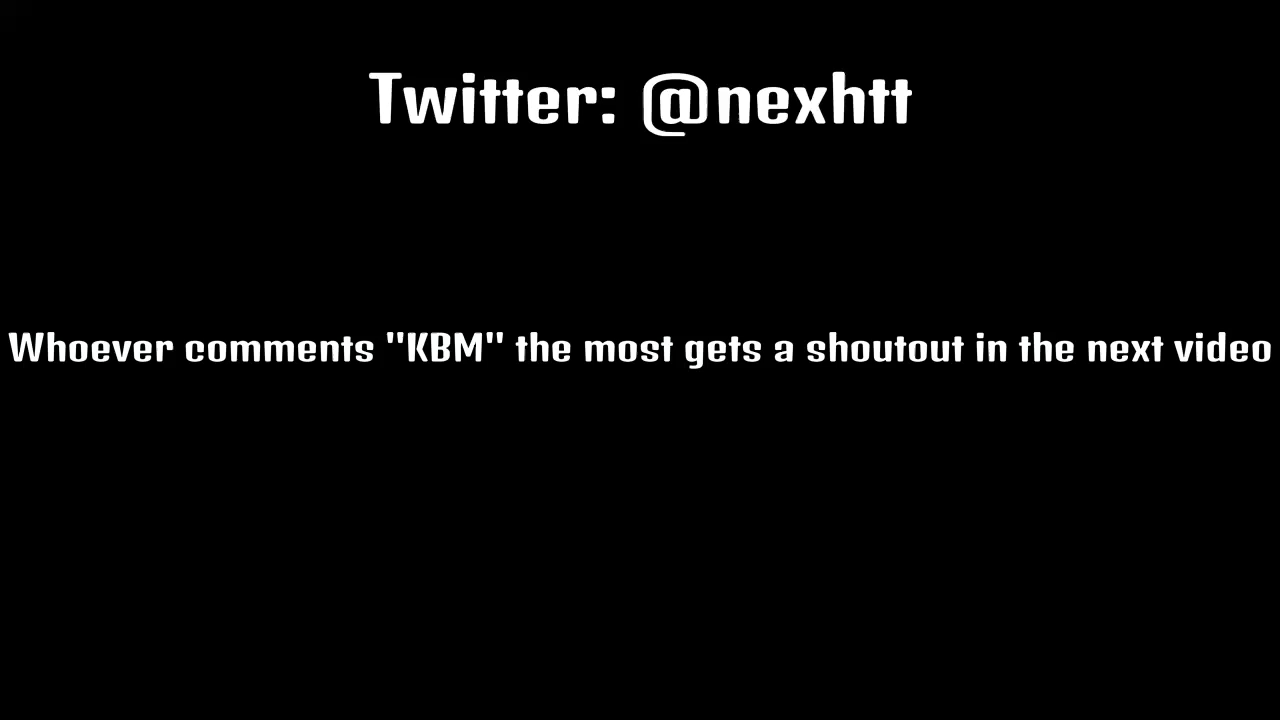 Twitter: @nexhtt
Whoever comments "KBM" the most gets a shoutout in the next video